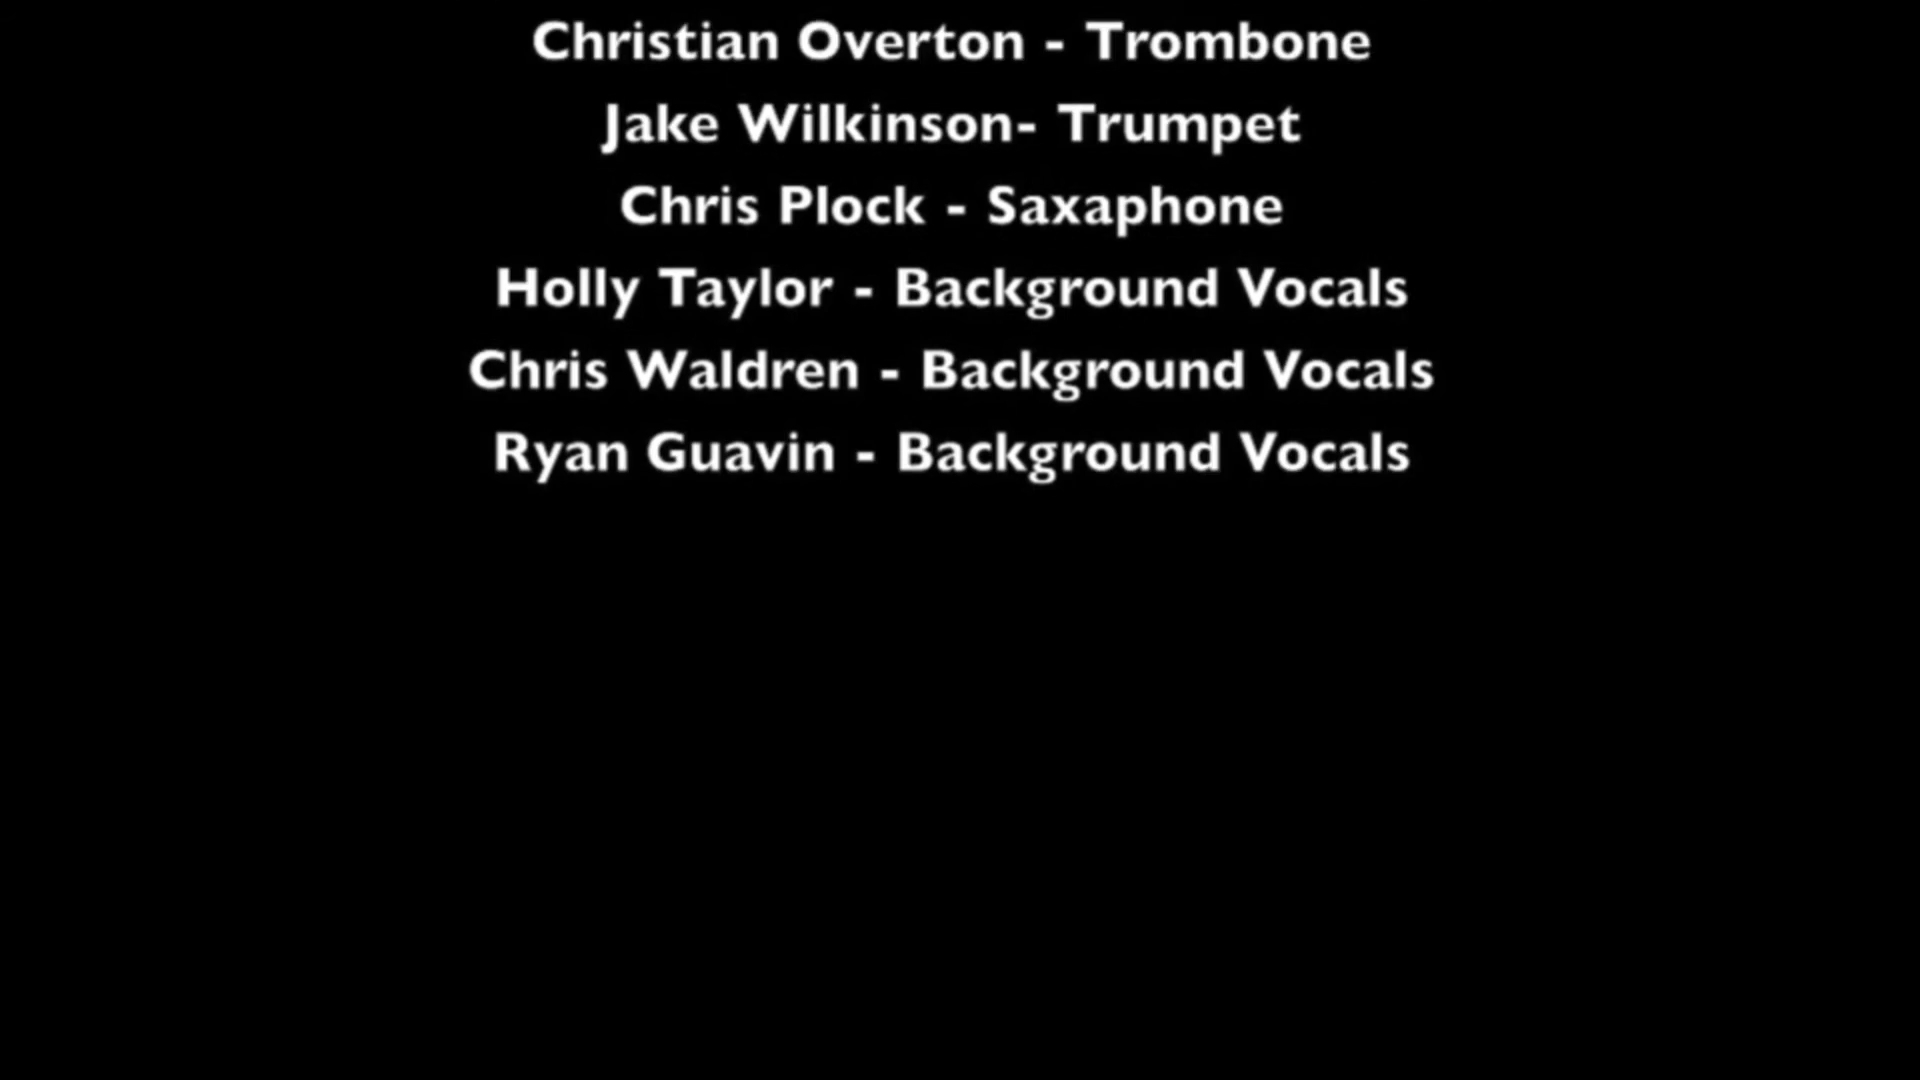 Christian Overton - Trombone
Jake Wilkinson- Trumpet
Chris Plock - Saxaphone
Holly Taylor - Background Vocals
Chris Waldren - Background Vocals
Ryan Guavin - Background Vocals